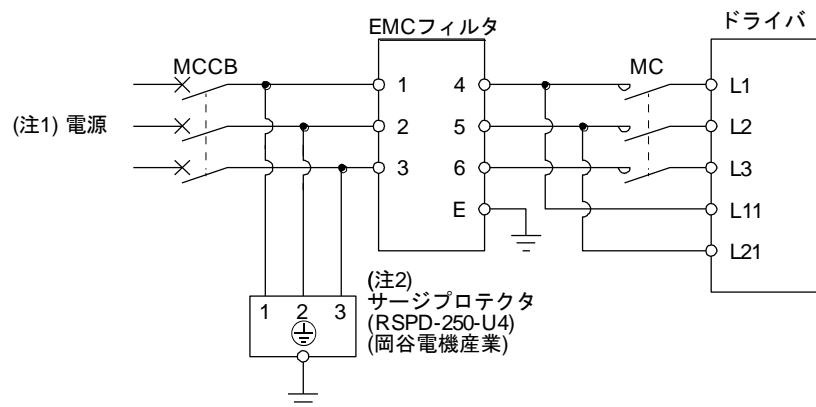 ドライバ
EMCフィルタ
MCCB
MC
1
4
L1
(注1) 電源
2
5
L2
3
6
L3
E
L11
L21
(注2)
サージプロテクタ
(RSPD-250-U4)
(岡谷電機産業)
1 2 3